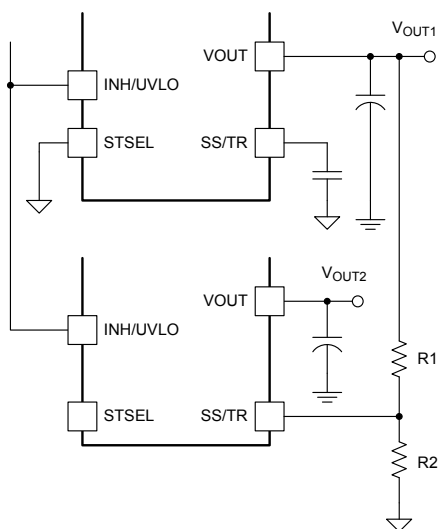 VOUT1
VOUT
INH/UVLO
STSEL
SS/TR
VOUT2
VOUT
INH/UVLO
R1
STSEL
SS/TR
R2